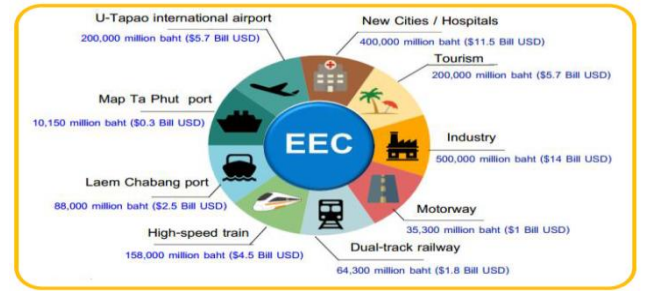 U-Tapao international airport
200,000 million baht ($5.7 Bill USD)
New Cities / Hospitals
400,000 million baht ($11.5 Bill USD)
Tourism
200,000 million baht ($5.7 Bill USD)
Map Ta Phut port
10,150 million baht ($0.3 Bill USD)
EEC
Industry
500,000 million baht ($14 Bill USD)
Laem Chabang port
88,000 million baht ($2.5 Bill USD)
Motorway
35,300 million baht ($1 Bill USD)
High-speed train
158,000 million baht ($4.5 Bill USD)
Dual-track railway
64,300 million baht ($1.8 Bill USD)